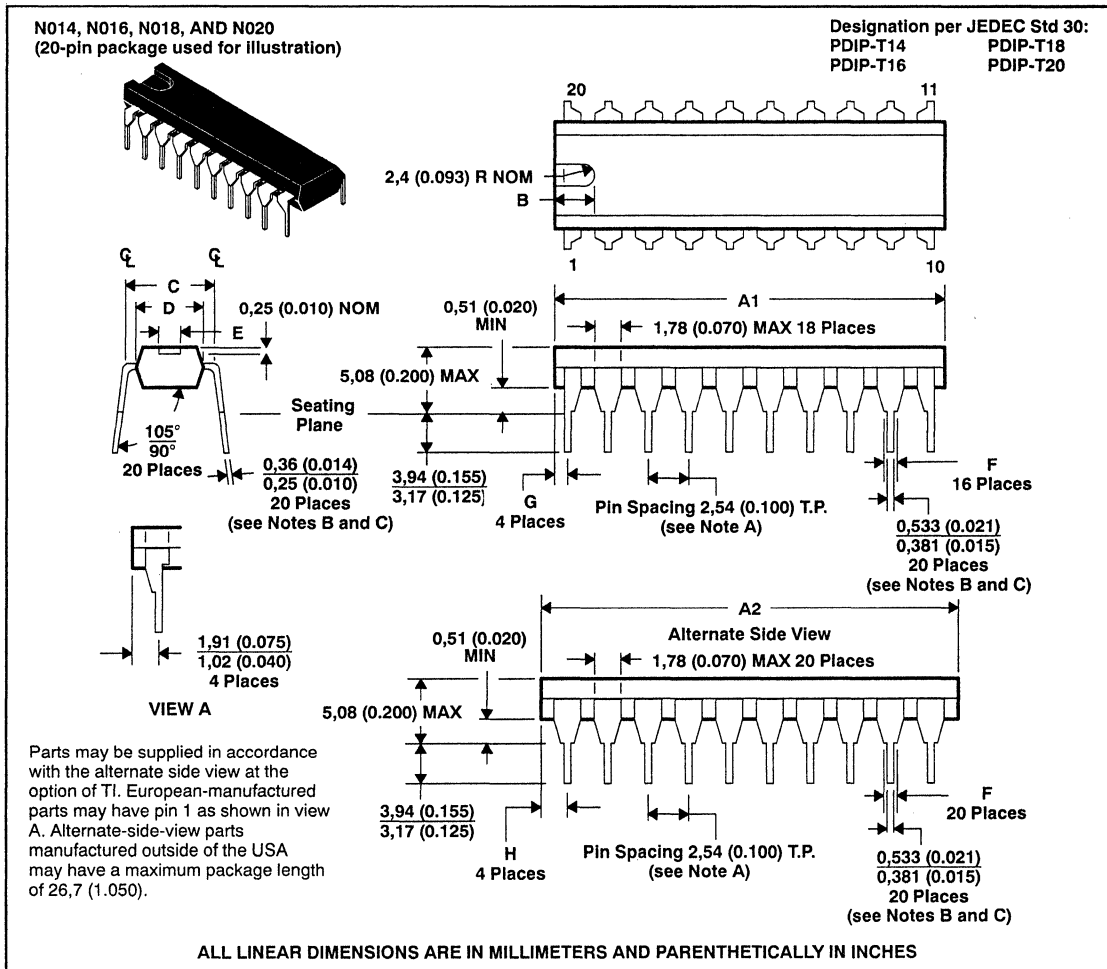 N014, N016, N018, AND N020
(20-pin package used for illustration)
Designation per JEDEC Std 30:
PDIP-T14 PDIP-T18
PDIP-T16 PDIP-T20
20 11
2,4 (0.093) R NOM
B
1 10
C̲L C̲L
C
D
E
0,25 (0.010) NOM
105°
90°
20 Places
0,36 (0.014)
0,25 (0.010)
20 Places
(see Notes B and C)
Seating
Plane
A1
0,51 (0.020)
MIN
1,78 (0.070) MAX 18 Places
5,08 (0.200) MAX
3,94 (0.155)
3,17 (0.125)
G
4 Places
Pin Spacing 2,54 (0.100) T.P.
(see Note A)
F
16 Places
0,533 (0.021)
0,381 (0.015)
20 Places
(see Notes B and C)
1,91 (0.075)
1,02 (0.040)
4 Places
VIEW A
A2
Alternate Side View
0,51 (0.020)
MIN
1,78 (0.070) MAX 20 Places
5,08 (0.200) MAX
3,94 (0.155)
3,17 (0.125)
H
4 Places
Pin Spacing 2,54 (0.100) T.P.
(see Note A)
F
20 Places
0,533 (0.021)
0,381 (0.015)
20 Places
(see Notes B and C)
Parts may be supplied in accordance
with the alternate side view at the
option of TI. European-manufactured
parts may have pin 1 as shown in view
A. Alternate-side-view parts
manufactured outside of the USA
may have a maximum package length
of 26,7 (1.050).
ALL LINEAR DIMENSIONS ARE IN MILLIMETERS AND PARENTHETICALLY IN INCHES